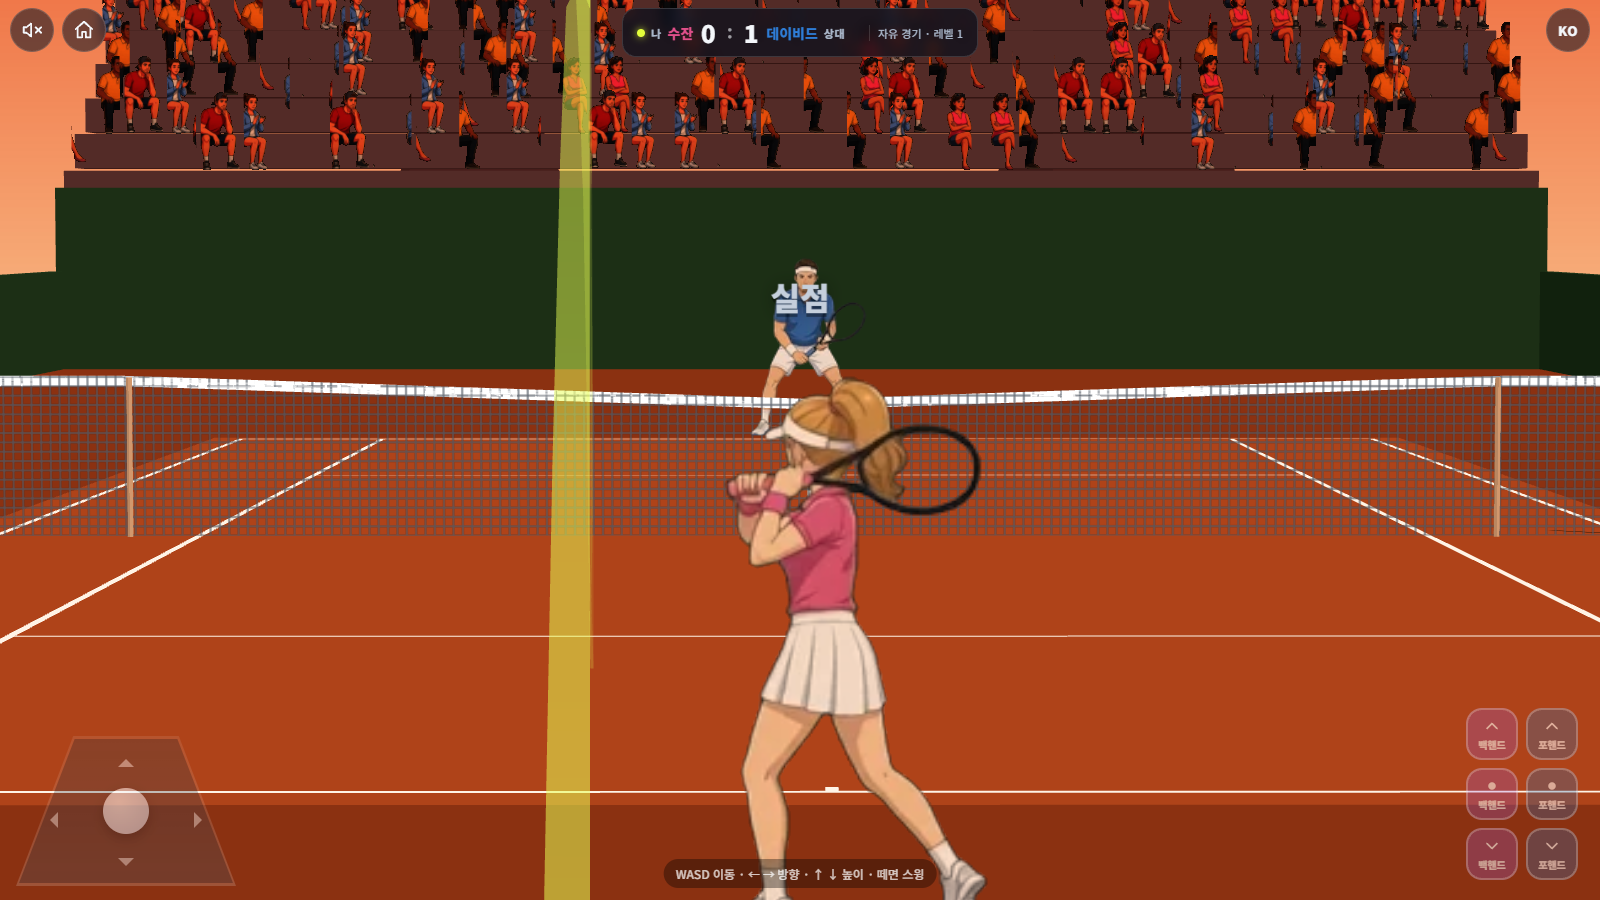 나 수잔 0 : 1 데이비드 상대 자유 경기 · 레벨 1
KO
실점
백핸드 포핸드
백핸드 포핸드
백핸드 포핸드
WASD 이동 · ←→ 방향 · ↑↓ 높이 · 떼면 스윙